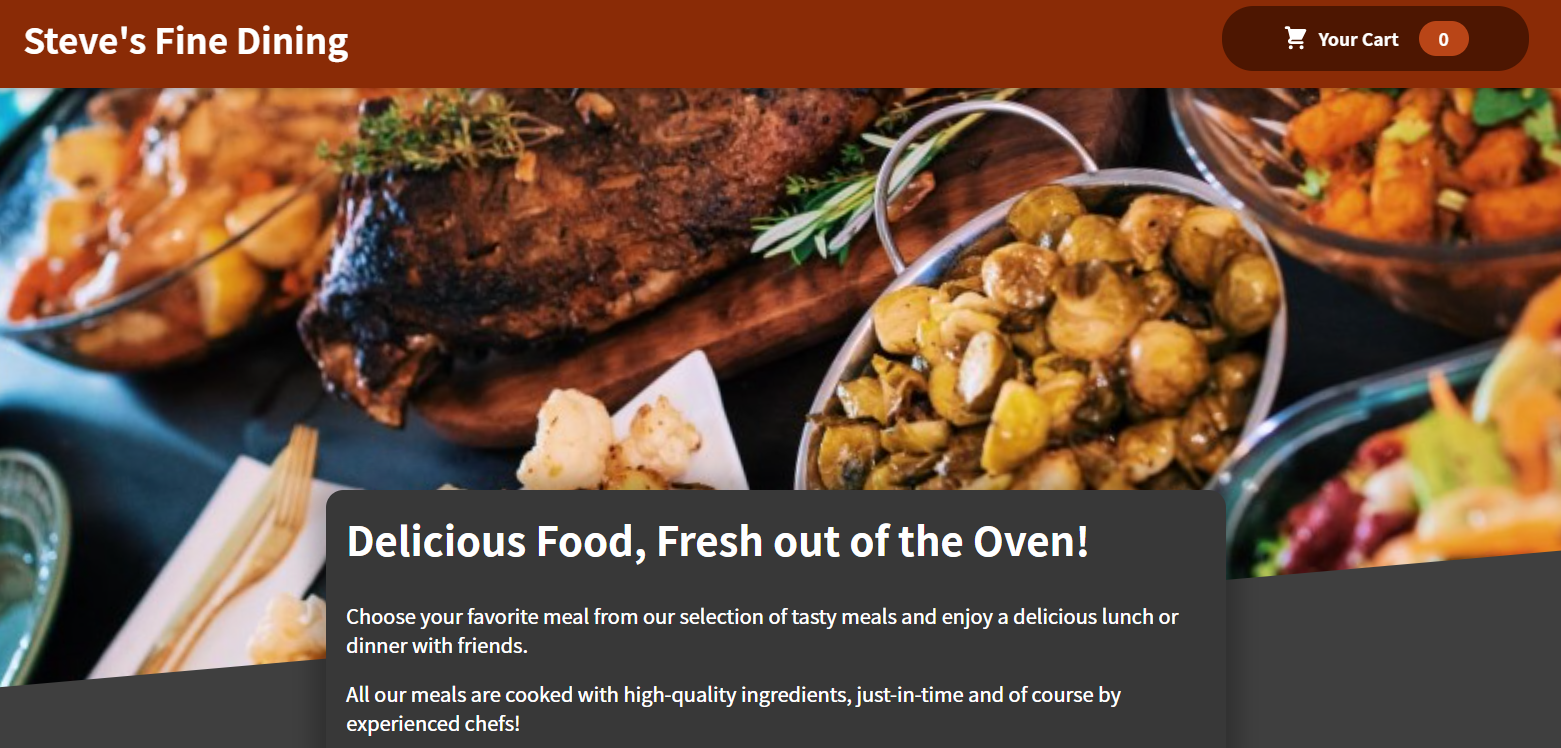 Steve's Fine Dining
Your Cart 0
Delicious Food, Fresh out of the Oven!
Choose your favorite meal from our selection of tasty meals and enjoy a delicious lunch or
dinner with friends.
All our meals are cooked with high-quality ingredients, just-in-time and of course by
experienced chefs!